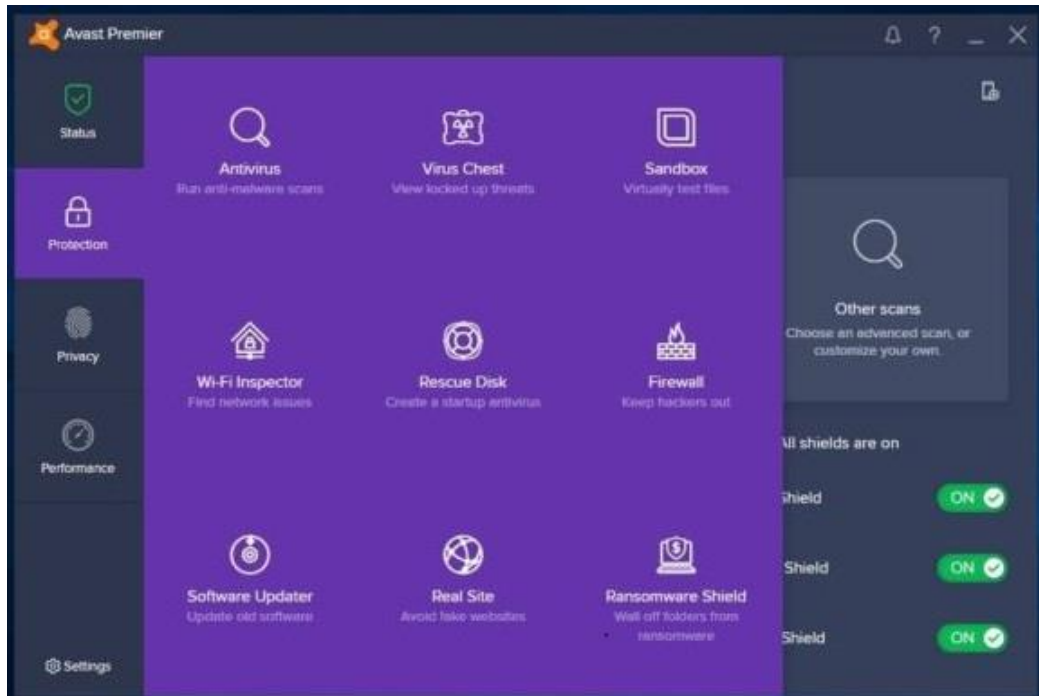 Avast Premier
Status
Protection
Privacy
Performance
Settings
Antivirus
Run anti-malware scans
Virus Chest
View locked up threats
Sandbox
Virtually test files
Wi-Fi Inspector
Find network issues
Rescue Disk
Create a startup antivirus
Firewall
Keep hackers out
Software Updater
Update old software
Real Site
Avoid fake websites
Ransomware Shield
Wall off folders from
ransomware
Other scans
Choose an advanced scan, or
customize your own.
All shields are on
Shield
ON
Shield
ON
Shield
ON